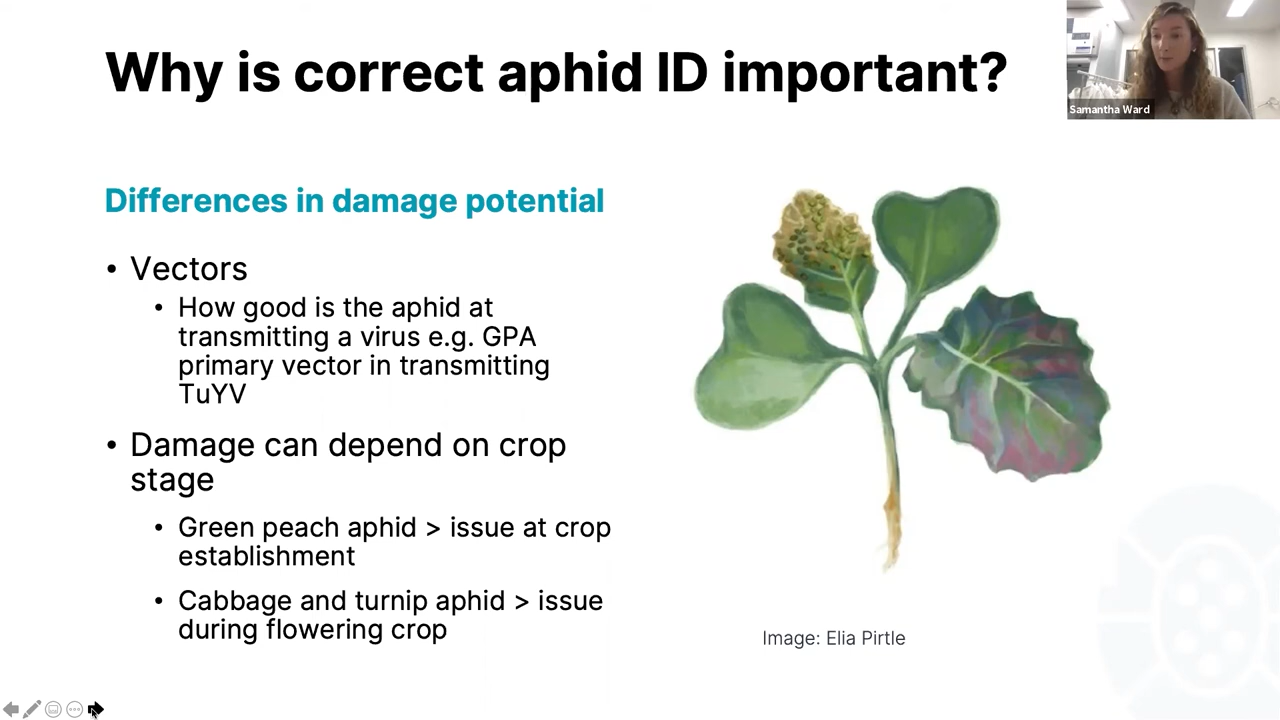 Why is correct aphid ID important?
Samantha Ward
Differences in damage potential
• Vectors
• How good is the aphid at
transmitting a virus e.g. GPA
primary vector in transmitting
TuYV
• Damage can depend on crop
stage
• Green peach aphid > issue at crop
establishment
• Cabbage and turnip aphid > issue
during flowering crop
Image: Elia Pirtle